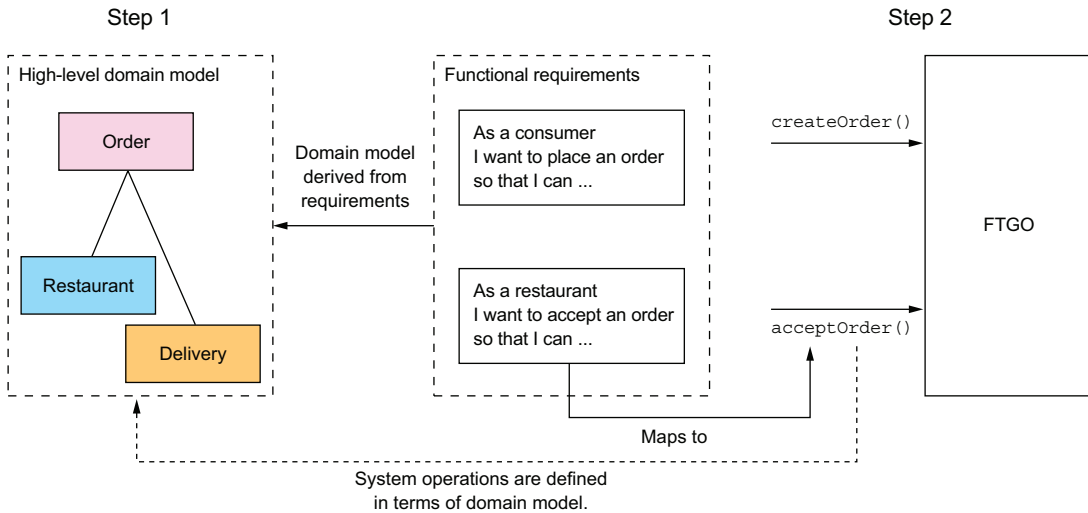 Step 1
Step 2
High-level domain model
Order
Restaurant
Delivery
Domain model
derived from
requirements
Functional requirements
As a consumer
I want to place an order
so that I can ...
As a restaurant
I want to accept an order
so that I can ...
createOrder()
acceptOrder()
FTGO
Maps to
System operations are defined
in terms of domain model.